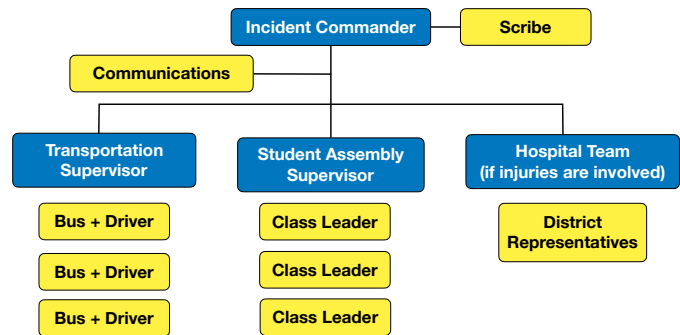 Incident Commander
Scribe
Communications
Transportation
Supervisor
Student Assembly
Supervisor
Hospital Team
(if injuries are involved)
Bus + Driver
Class Leader
District
Representatives
Bus + Driver
Class Leader
Bus + Driver
Class Leader